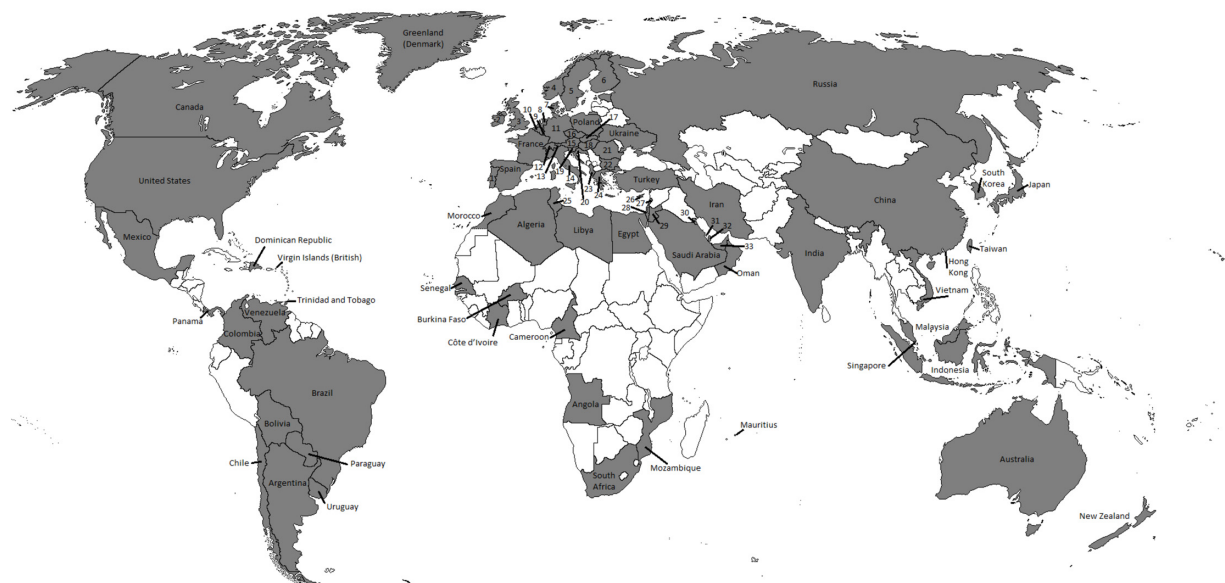 Greenland
(Denmark)
Russia
Canada
4
5
6
7
10
8
9
3
11
Poland
17
16
15
Ukraine
France
18
21
22
12
13
19
14
20
23
24
1
Spain
Turkey
United States
South
Korea
Japan
China
Iran
26
27
28
25
29
30
31
32
33
Morocco
Algeria
Libya
Egypt
Saudi Arabia
Oman
India
Taiwan
Hong
Kong
Vietnam
Mexico
Dominican Republic
Virgin Islands (British)
Trinidad and Tobago
Panama
Venezuela
Colombia
Senegal
Burkina Faso
Côte d'Ivoire
Cameroon
Malaysia
Singapore
Indonesia
Brazil
Bolivia
Angola
Mauritius
Mozambique
Chile
Paraguay
Argentina
Uruguay
South
Africa
Australia
New Zealand